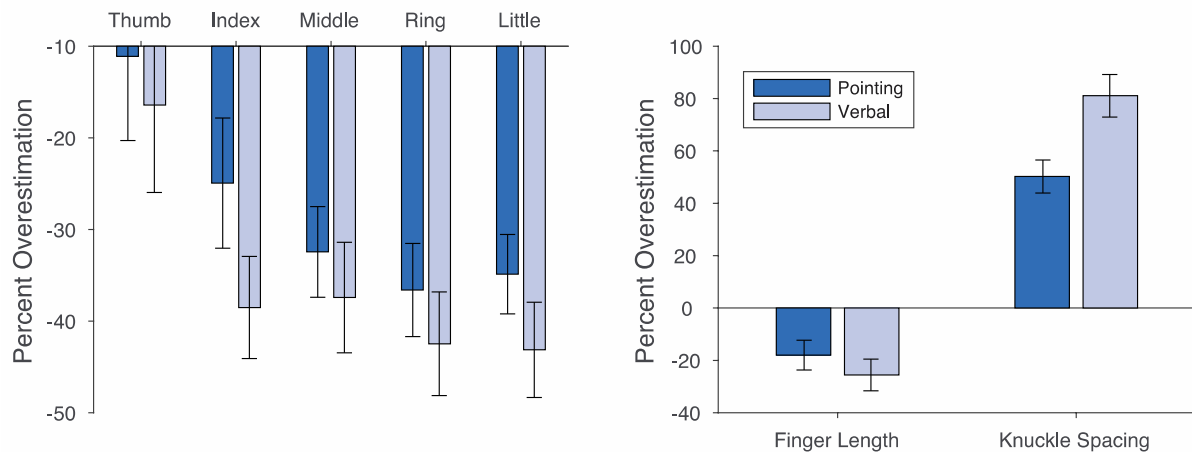 Thumb Index Middle Ring Little
Percent Overestimation
-10
-20
-30
-40
-50
Percent Overestimation
100
80
60
40
20
0
-20
-40
Pointing
Verbal
Finger Length Knuckle Spacing